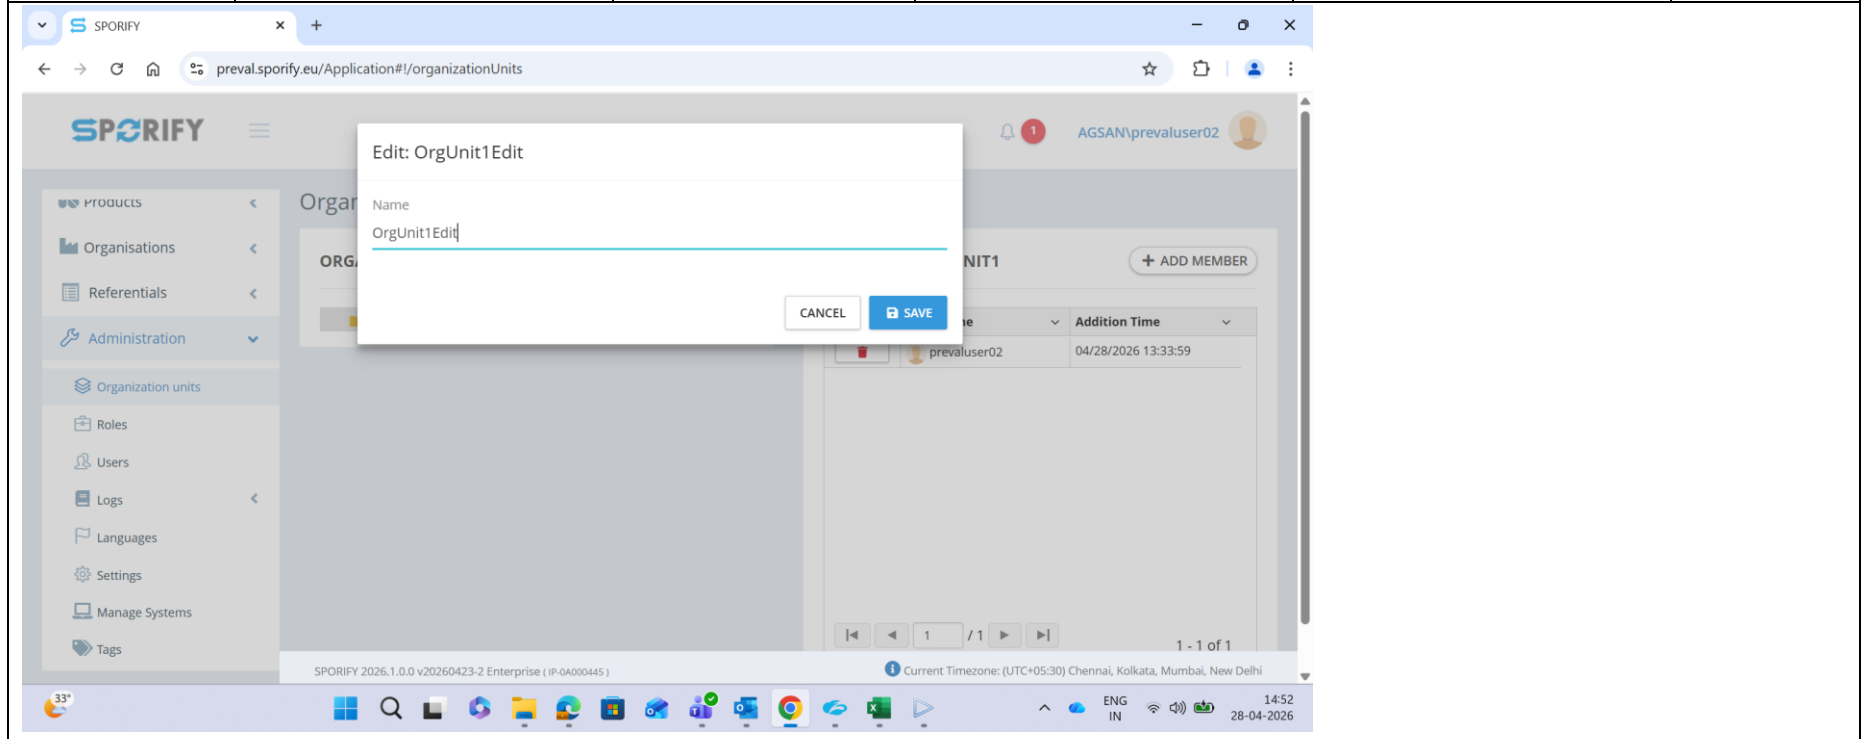 SPORIFY
preval.sporify.eu/Application#!/organizationUnits
SPORIFY
1
AGSAN\prevaluser02
Edit: OrgUnit1Edit
Name
OrgUnit1Edit
CANCEL
SAVE
Products
Organisations
Referentials
Administration
Organization units
Roles
Users
Logs
Languages
Settings
Manage Systems
Tags
Orgar
ORG
NIT1
+ ADD MEMBER
me
Addition Time
prevaluser02
04/28/2026 13:33:59
1
/ 1
1 - 1 of 1
SPORIFY 2026.1.0.0 v20260423-2 Enterprise ( IP-0A000445 )
Current Timezone: (UTC+05:30) Chennai, Kolkata, Mumbai, New Delhi
33°
ENG
IN
14:52
28-04-2026